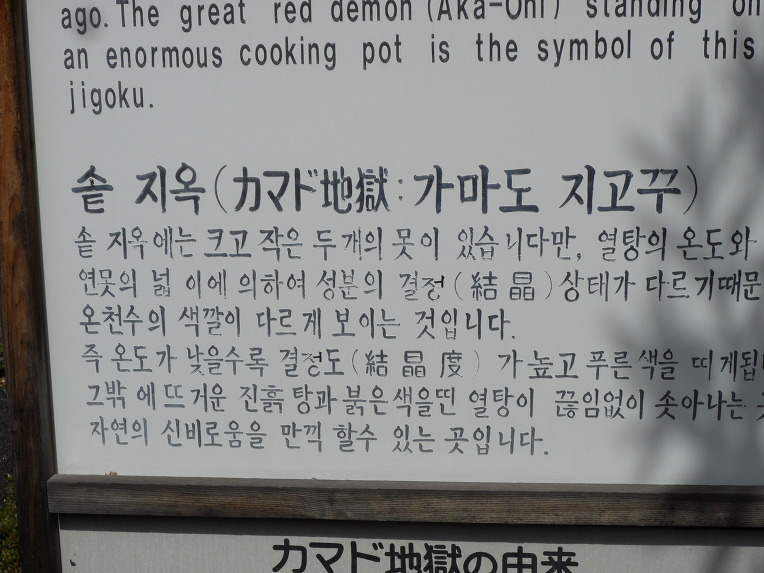 ago. The great red demon (Aka-Oni) standing on
an enormous cooking pot is the symbol of this
jigoku.
솥 지옥(カマド地獄:가마도 지고꾸)
솥 지옥에는 크고 작은 두개의 못이 있습니다만, 열탕의 온도와
연못의 넓 이에 의하여 성분의 결정(結晶)상태가 다르기때문
온천수의 색깔이 다르게 보이는 것입니다.
즉 온도가 낮을수록 결정도(結晶度) 가높고 푸른색을 띠게됩
그밖 에뜨거운 진흙 탕과붉은색을띤 열탕이 끊임없이 솟아나는
자연의 신비로움을 만끽 할수 있는 곳입니다.
カマド地獄の由来